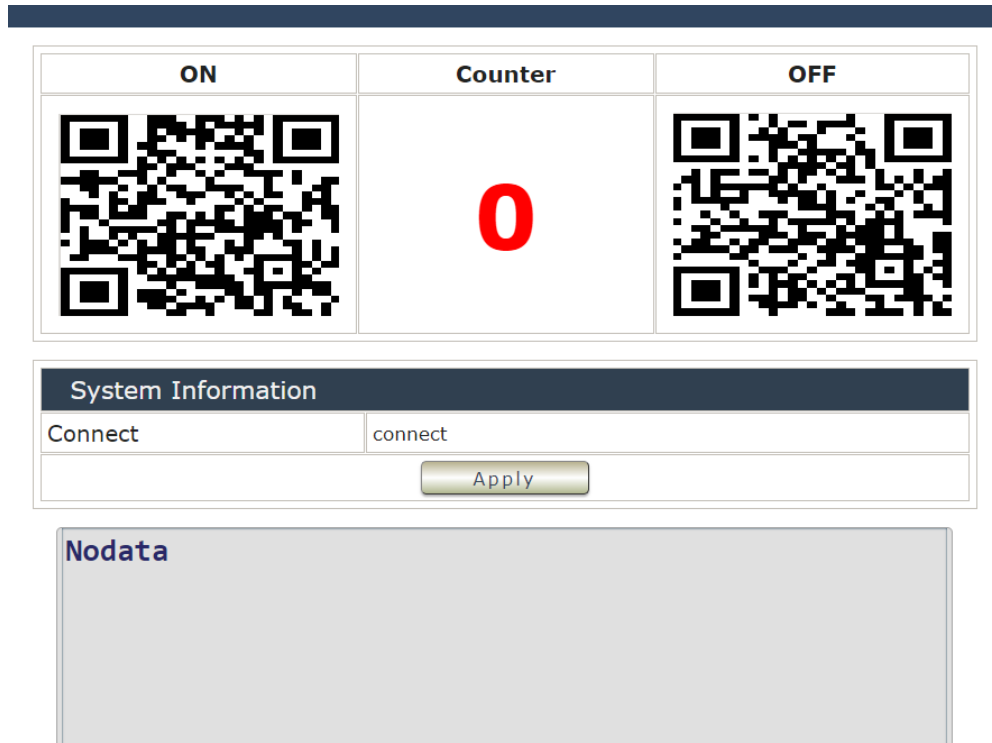 ON Counter OFF
0
System Information
Connect connect
Apply
Nodata